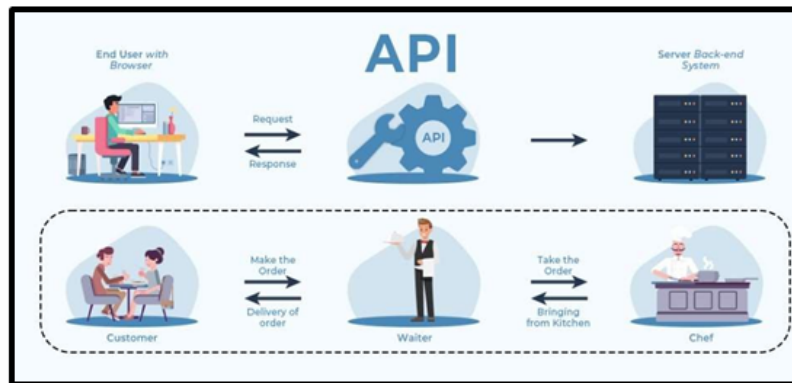 API
End User with
Browser
Server Back-end
System
Request
API
Response
Make the
Order
Take the
Order
Delivery of
order
Bringing
from Kitchen
Customer
Waiter
Chef